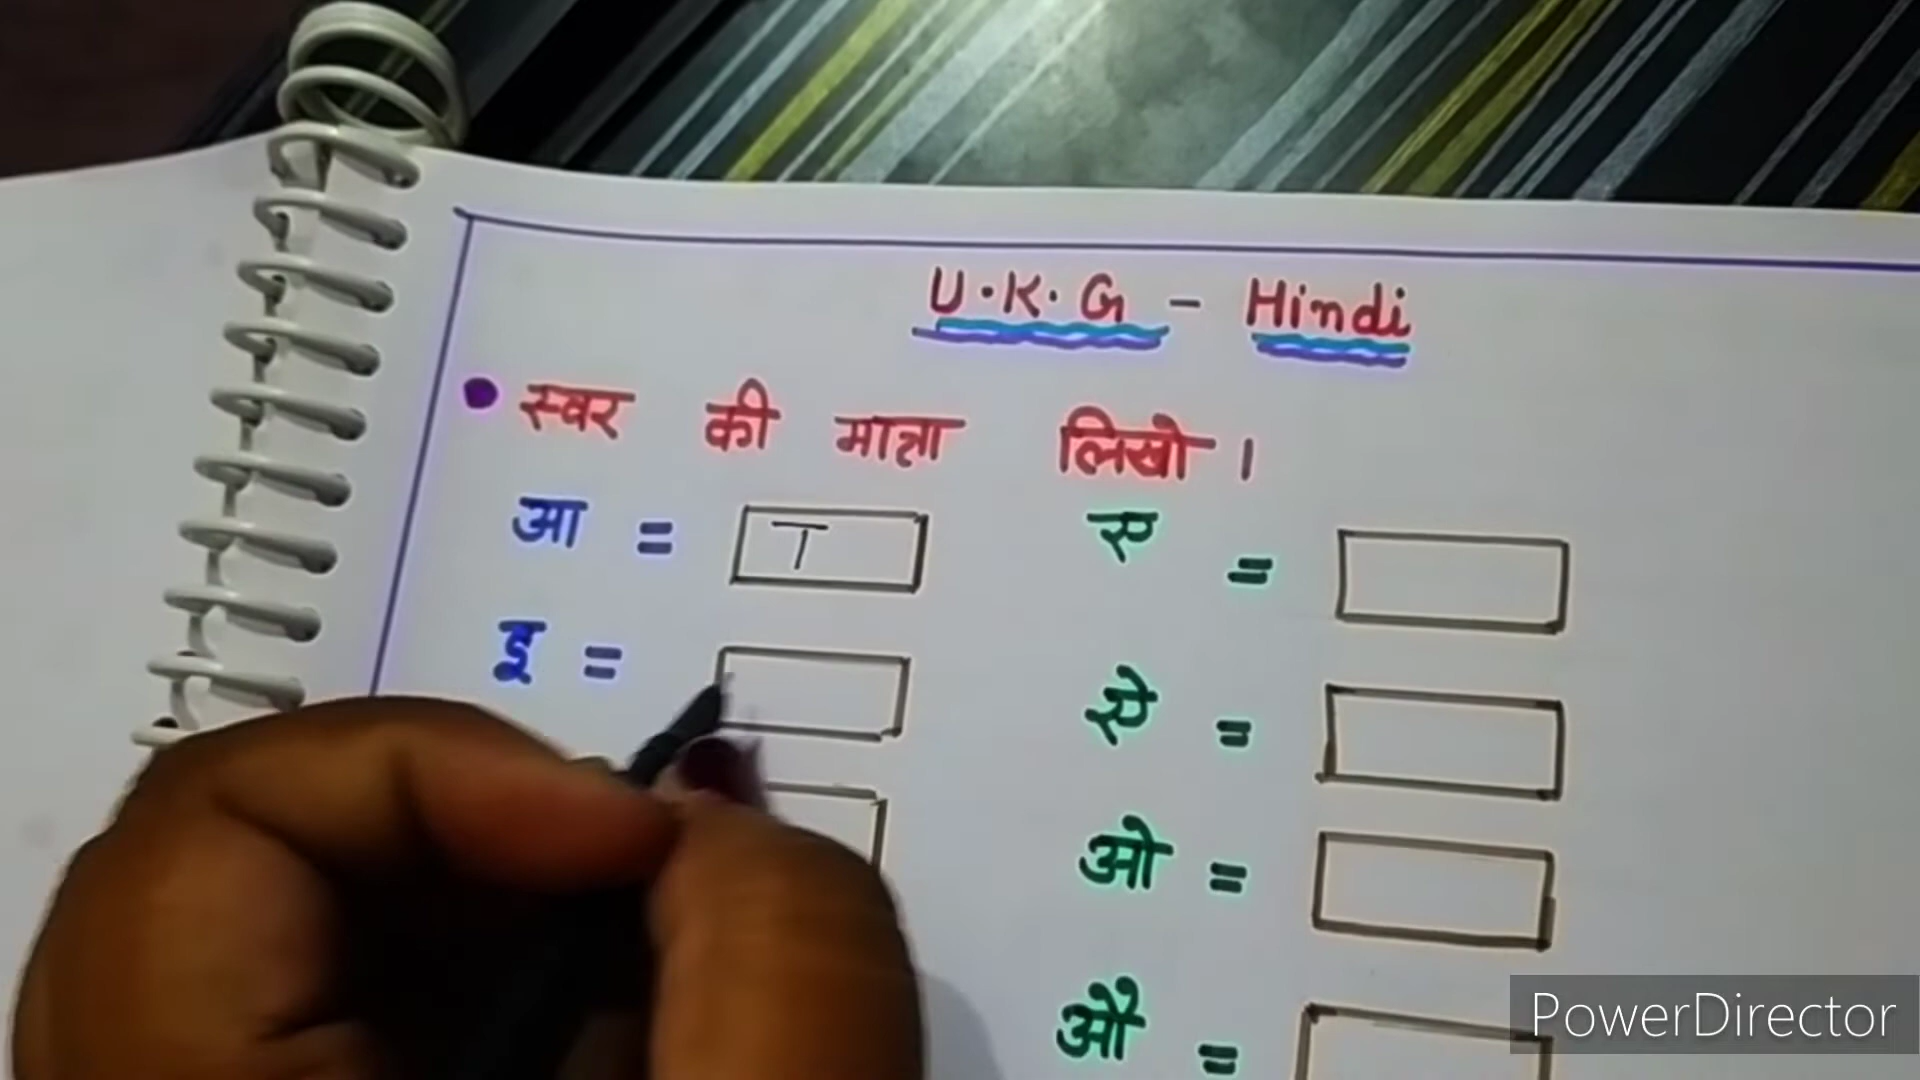 U.K.G - Hindi
• स्वर की मात्रा लिखो ।
आ = ा ए =
इ = ऐ =
ओ =
औ =
PowerDirector